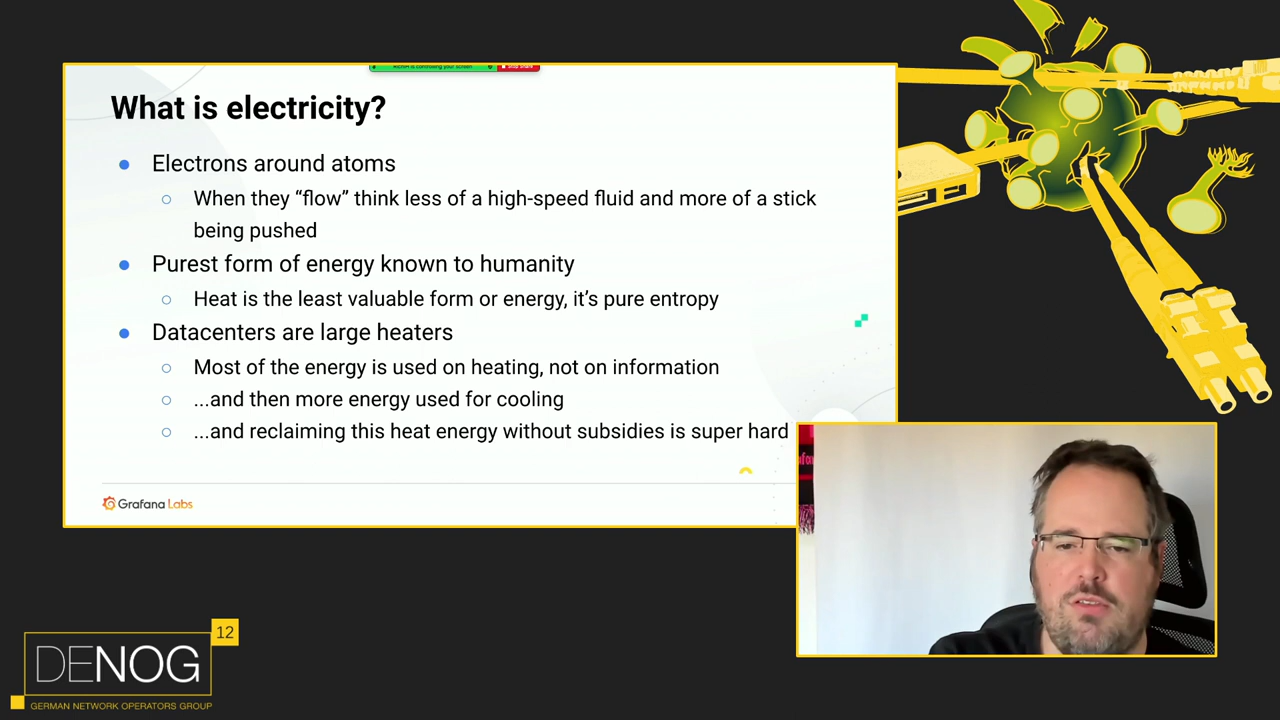 What is electricity?
● Electrons around atoms
○ When they “flow” think less of a high-speed fluid and more of a stick
being pushed
● Purest form of energy known to humanity
○ Heat is the least valuable form or energy, it’s pure entropy
● Datacenters are large heaters
○ Most of the energy is used on heating, not on information
○ ...and then more energy used for cooling
○ ...and reclaiming this heat energy without subsidies is super hard
Grafana Labs
12
DENOG
GERMAN NETWORK OPERATORS GROUP